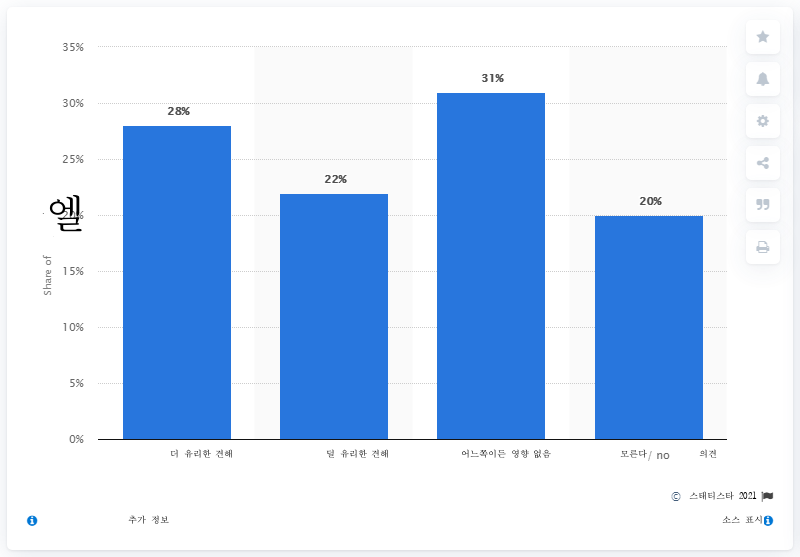 35%
30%
25%
20%
15%
10%
5%
0%
엘
Share of
28%
22%
31%
20%
더 유리한 견해
덜 유리한 견해
어느쪽이든 영향 없음
모른다/ no 의견
© 스태티스타 2021
추가 정보
소스 표시